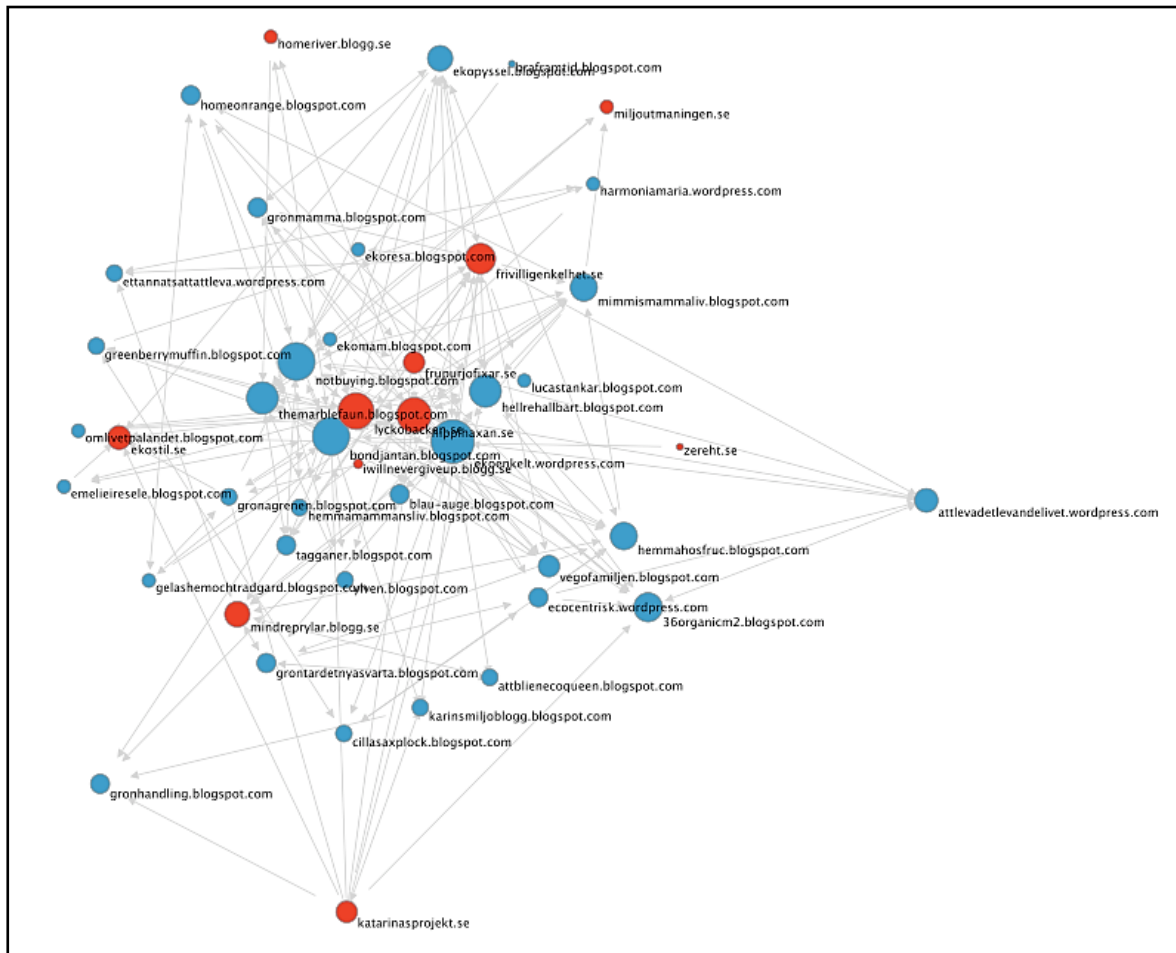 homeriver.blogg.se
ekopyssel.blogspot.com
braframtid.blogspot.com
homeonrange.blogspot.com
miljoutmaningen.se
harmoniamaria.wordpress.com
gronmamma.blogspot.com
ekoresa.blogspot.com
frivilligenkelhet.se
ettannatsattattleva.wordpress.com
mimmismammaliv.blogspot.com
ekomam.blogspot.com
greenberrymuffin.blogspot.com
frupurjofixar.se
notbuying.blogspot.com
lucastankar.blogspot.com
hellrehallbart.blogspot.com
themarblefaun.blogspot.com
lyckobacken.se
flippinaxan.se
omlivetpalandet.blogspot.com
ekostil.se
zereht.se
bondjantan.blogspot.com
ekoenkelt.wordpress.com
iwillnevergiveup.blogg.se
emelieiresele.blogspot.com
gronagrenen.blogspot.com
blau-auge.blogspot.com
attlevadetlevandelivet.wordpress.com
hemmamammansliv.blogspot.com
hemmahosfruc.blogspot.com
tagganer.blogspot.com
vegofamiljen.blogspot.com
gelashemochtradgard.blogspot.com
ylven.blogspot.com
ecocentrisk.wordpress.com
36organicm2.blogspot.com
mindreprylar.blogg.se
grontardetnyasvarta.blogspot.com
attblienecoqueen.blogspot.com
karinsmiljoblogg.blogspot.com
cillasaxplock.blogspot.com
gronhandling.blogspot.com
katarinasprojekt.se